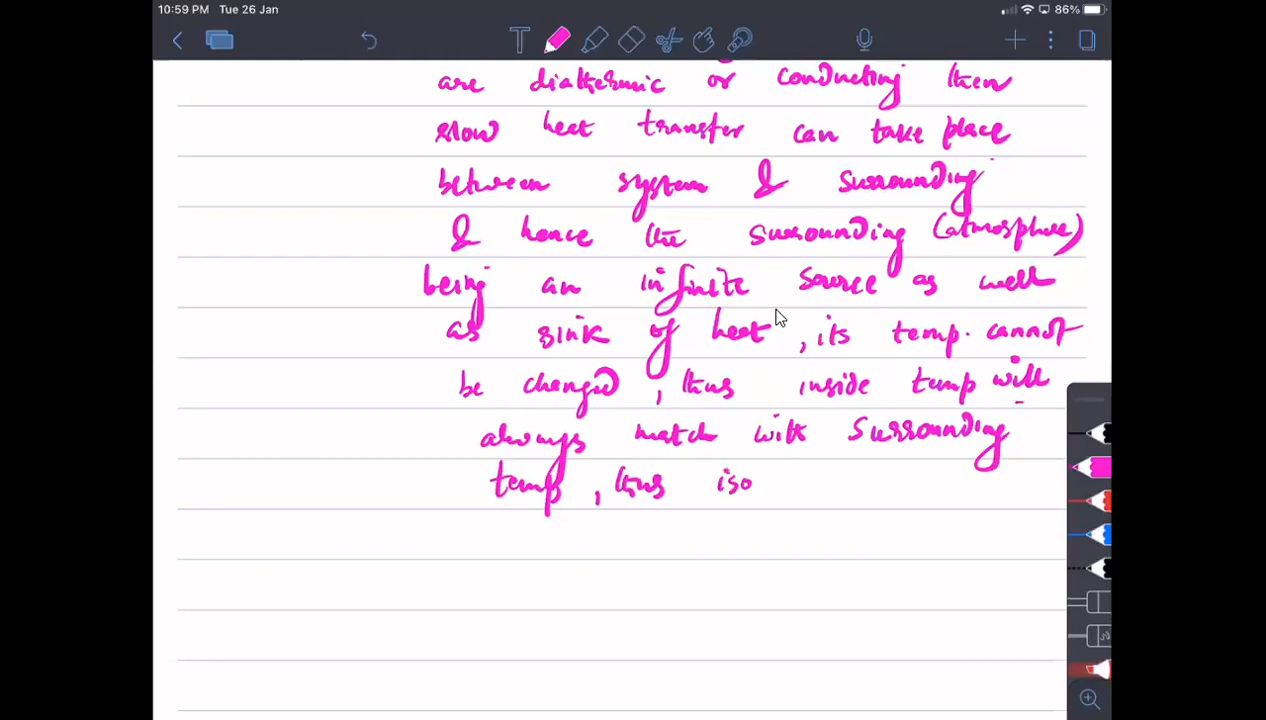 10:59 PM Tue 26 Jan 86%
T
are diathermic or conducting then
slow heat transfer can take place
between system & surrounding
& hence the surrounding (atmosphere)
being an infinite source as well
as sink of heat, its temp. cannot
be changed, thus inside temp will
always match with surrounding
temp, thus iso